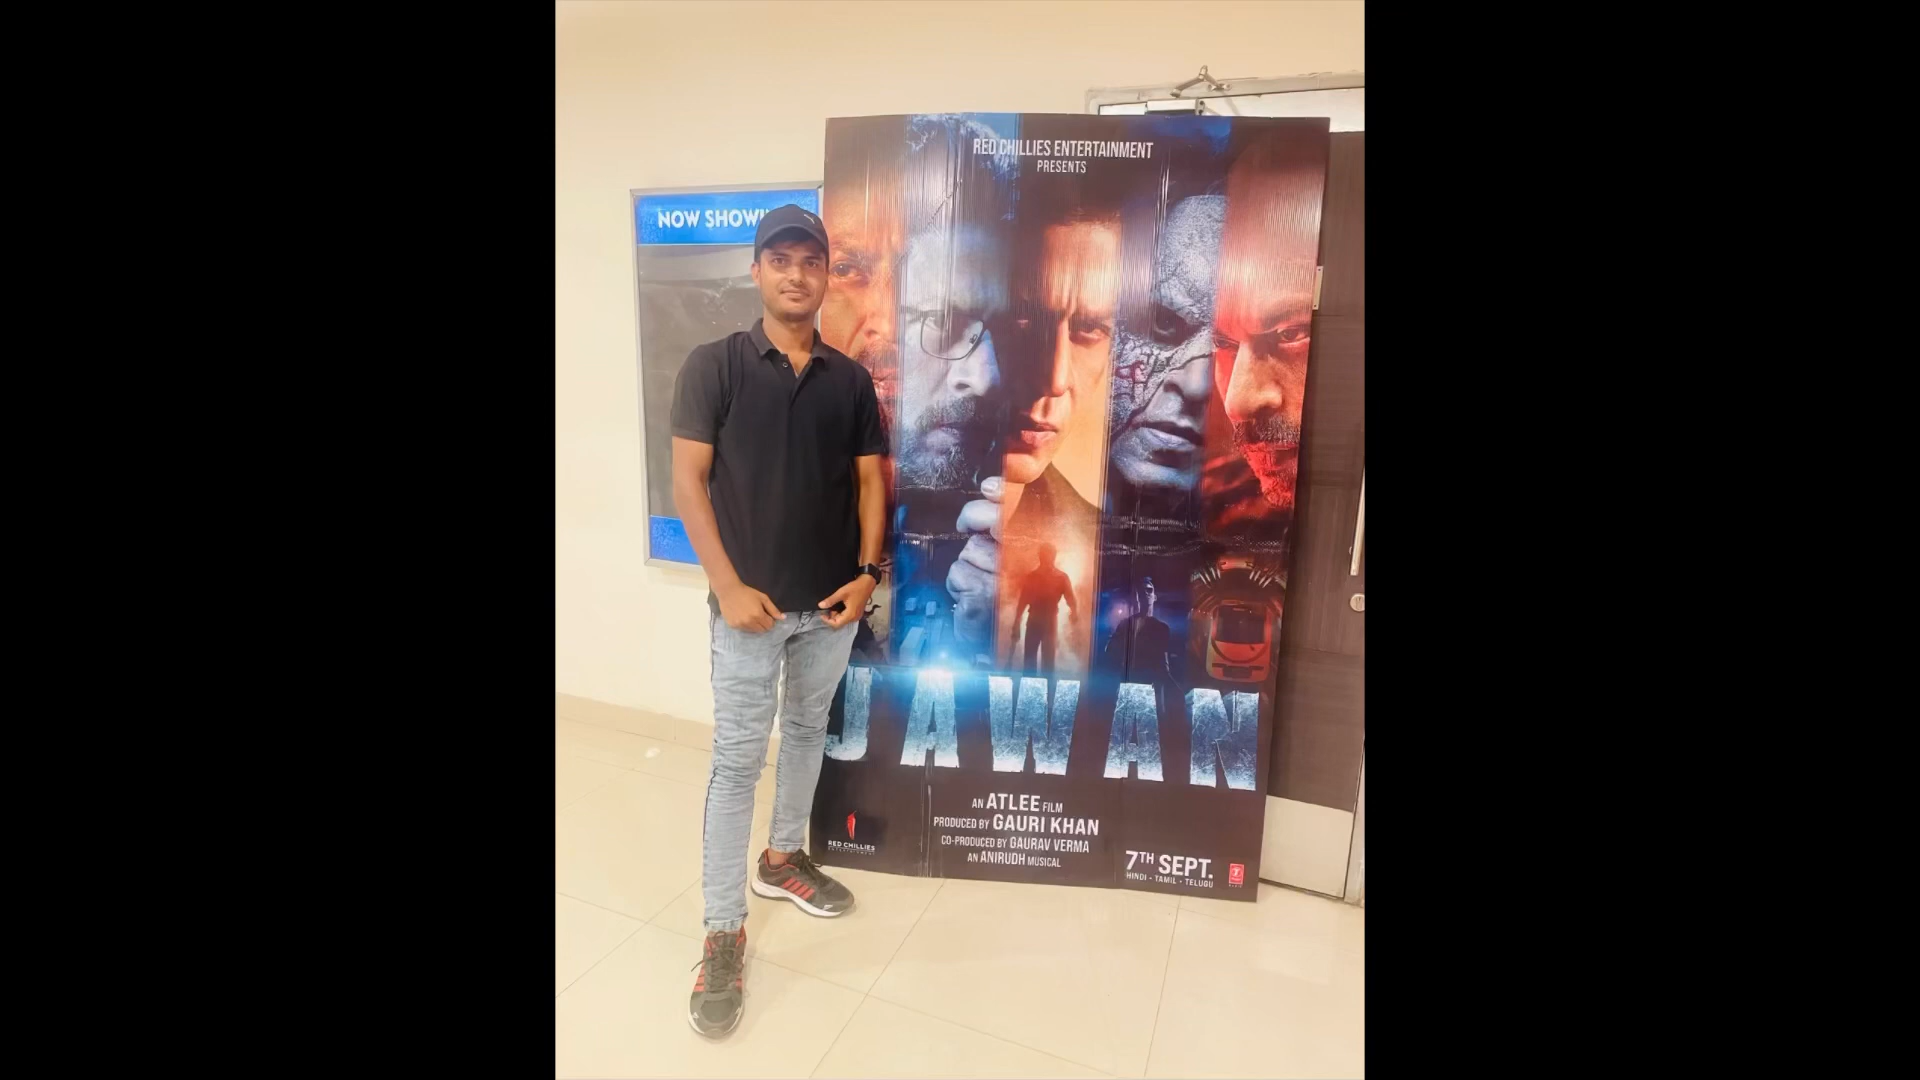 NOW SHOWI
RED CHILLIES ENTERTAINMENT
PRESENTS
JAWAN
AN ATLEE FILM
PRODUCED BY GAURI KHAN
CO-PRODUCED BY GAURAV VERMA
AN ANIRUDH MUSICAL
RED CHILLIES
ENTERTAINMENT
7TH SEPT.
HINDI - TAMIL - TELUGU